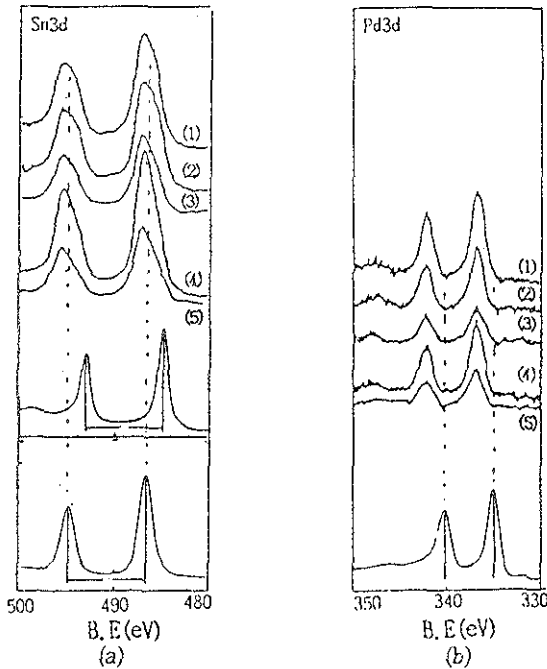 Sn3d
(1)
(2)
(3)
(4)
(5)
500 490 480
B.E(eV)
(a)
Pd3d
(1)
(2)
(3)
(4)
(5)
350 340 330
B.E(eV)
(b)